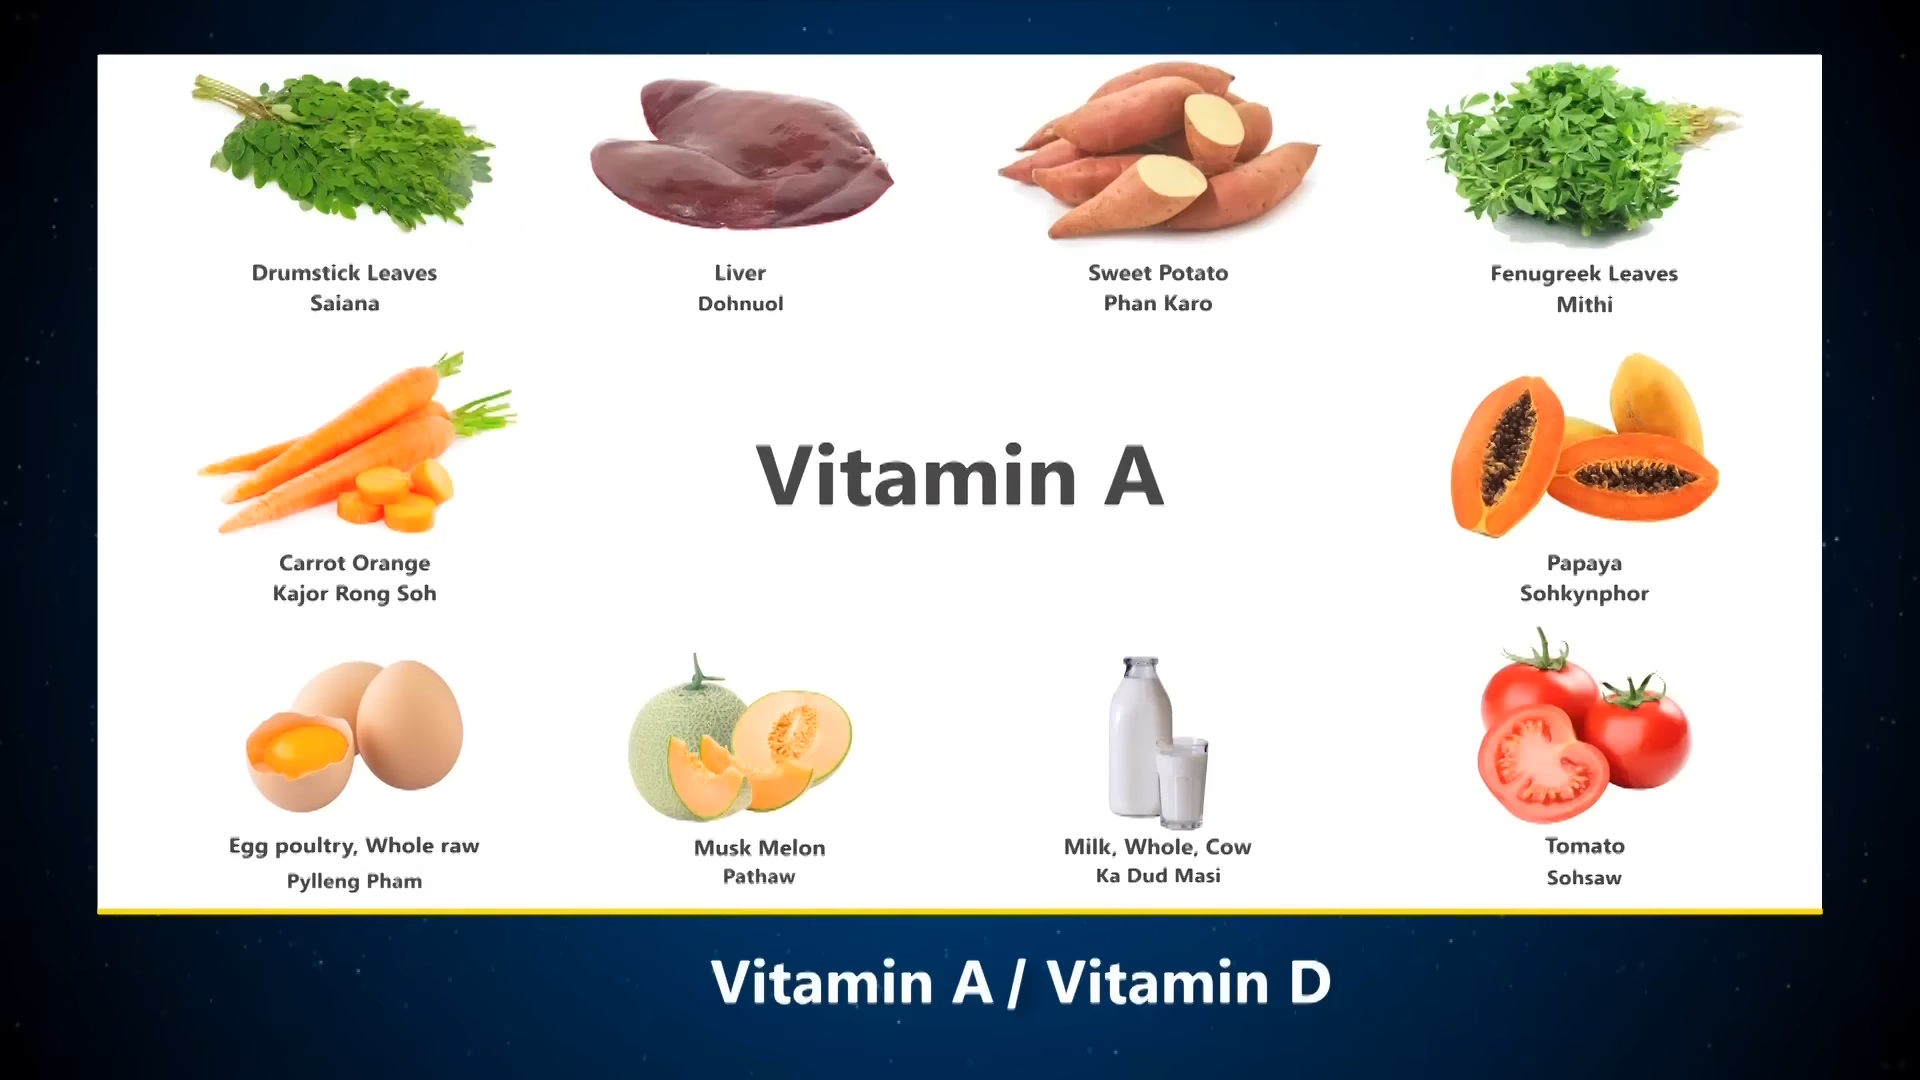 Drumstick Leaves
Saiana
Liver
Dohnuol
Sweet Potato
Phan Karo
Fenugreek Leaves
Mithi
Carrot Orange
Kajor Rong Soh
Vitamin A
Papaya
Sohkynphor
Egg poultry, Whole raw
Pylleng Pham
Musk Melon
Pathaw
Milk, Whole, Cow
Ka Dud Masi
Tomato
Sohsaw
Vitamin A / Vitamin D